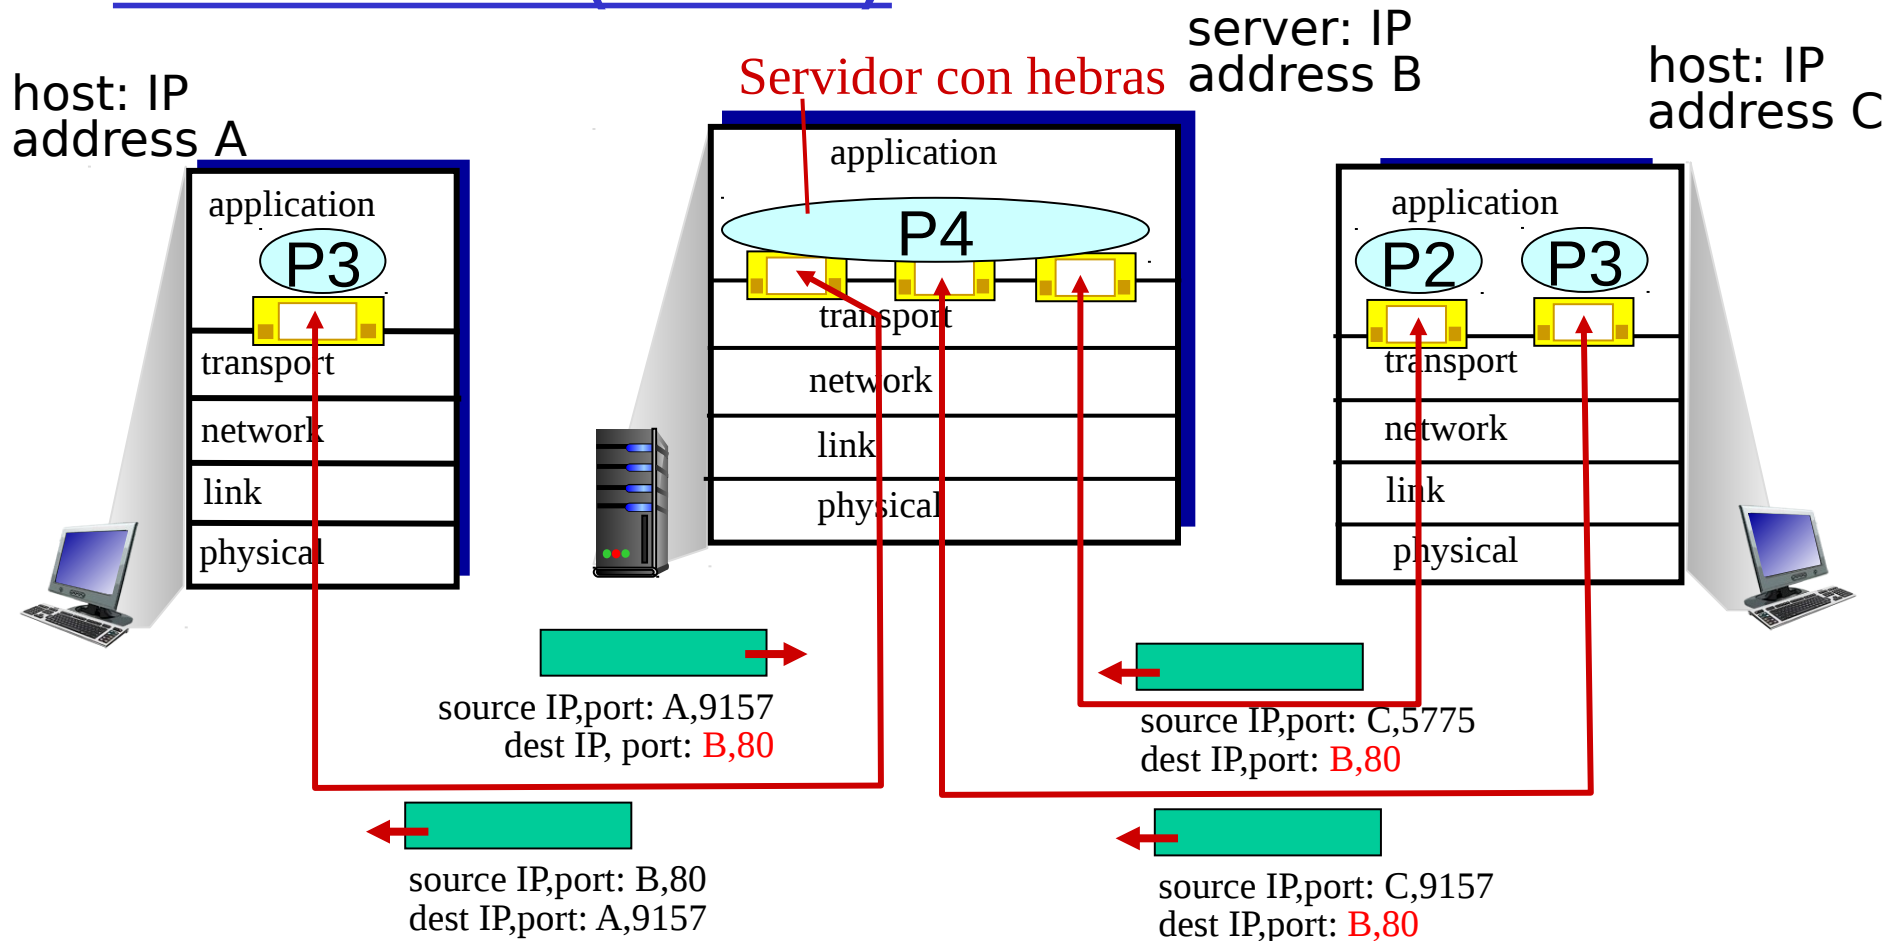 host: IP
address A
Servidor con hebras
server: IP
address B
host: IP
address C
application
P3
transport
network
link
physical
application
P4
transport
network
link
physical
application
P2
P3
transport
network
link
physical
source IP,port: A,9157
dest IP, port: B,80
source IP,port: B,80
dest IP,port: A,9157
source IP,port: C,5775
dest IP,port: B,80
source IP,port: C,9157
dest IP,port: B,80